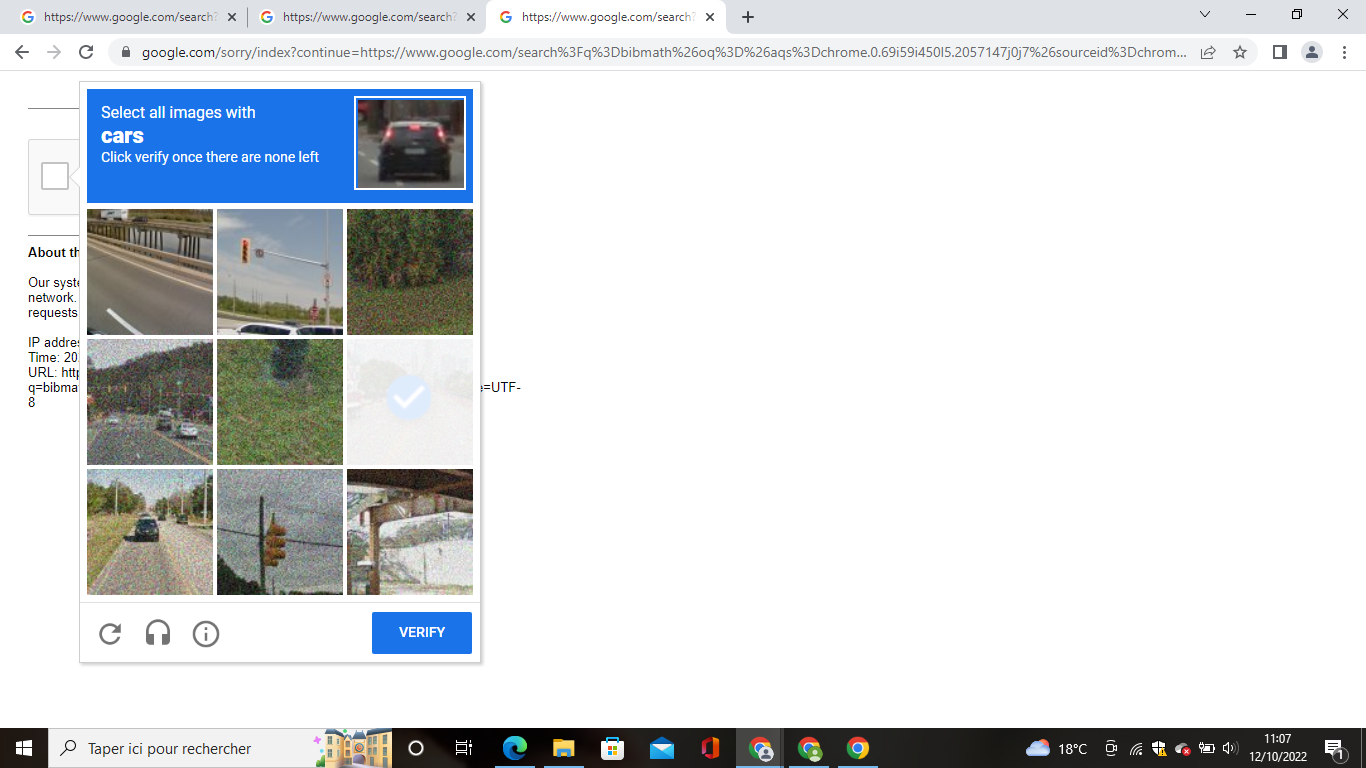 https://www.google.com/search?
https://www.google.com/search?
https://www.google.com/search?
google.com/sorry/index?continue=https://www.google.com/search%3Fq%3Dbibmath%26oq%3D%26aqs%3Dchrome.0.69i59i450l5.2057147j0j7%26sourceid%3Dchrom...
Select all images with
cars
Click verify once there are none left
About th
Our syste
network.
requests
IP addres
Time: 20
URL: http
q=bibma
=UTF-
8
VERIFY
Taper ici pour rechercher
18°C
11:07
12/10/2022
1